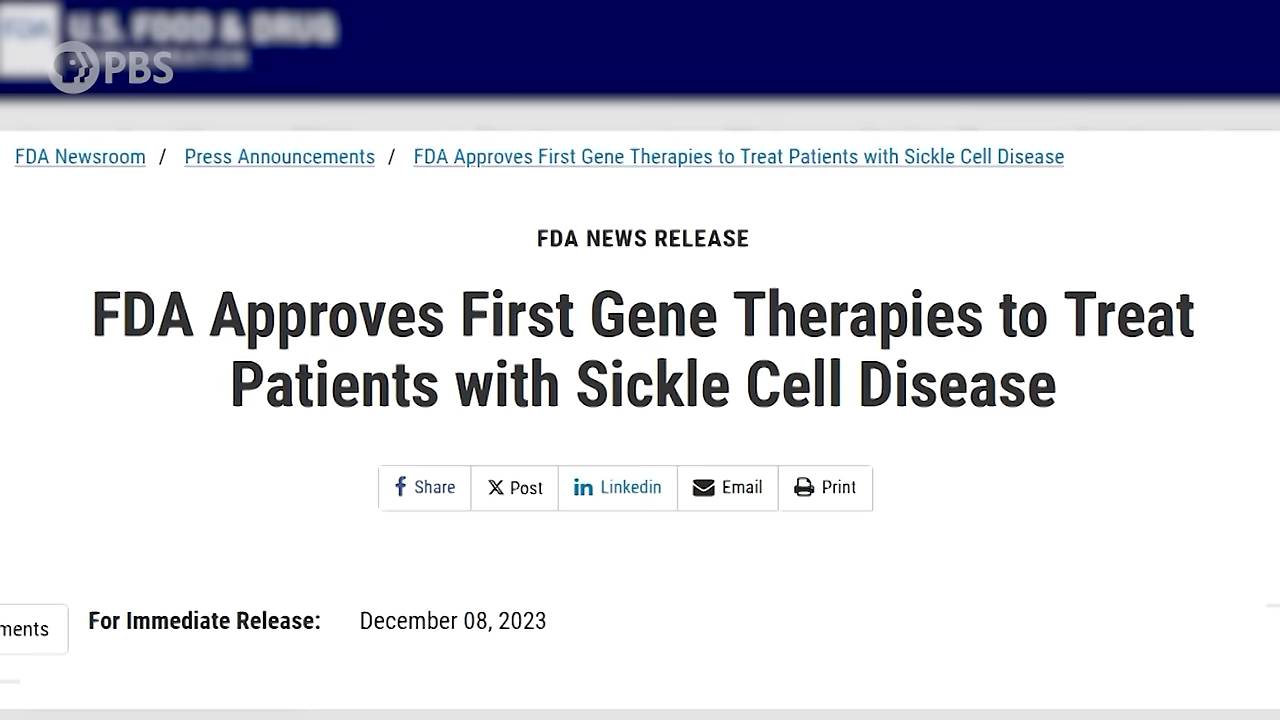 U.S. FOOD & DRUG
PBS
FDA Newsroom / Press Announcements / FDA Approves First Gene Therapies to Treat Patients with Sickle Cell Disease
FDA NEWS RELEASE
FDA Approves First Gene Therapies to Treat
Patients with Sickle Cell Disease
Share Post Linkedin Email Print
ments
For Immediate Release: December 08, 2023